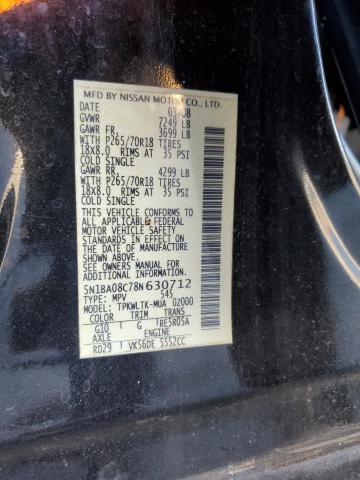 MFD BY NISSAN MOTOR CO., LTD.
DATE 03/08
GVWR 7249 LB
GAWR FR. 3699 LB
WITH P265/70R18 TIRES
18X8.0 RIMS AT 35 PSI
COLD SINGLE
GAWR RR. 4299 LB
WITH P265/70R18 TIRES
18X8.0 RIMS AT 35 PSI
COLD SINGLE
THIS VEHICLE CONFORMS TO
ALL APPLICABLE FEDERAL
MOTOR VEHICLE SAFETY
STANDARDS IN EFFECT ON
THE DATE OF MFR SHOWN ABOVE.
SEE OWNERS MANUAL FOR
ADDITIONAL INFORMATION.
5N1BA08C78N630712
TYPE: MPV 545
MODEL: TPKWLTK-MUA 02000
COLOR TRIM TRANS
G10 G RE5R05A
AXLE ENGINE
RD29 VK56DE 5552CC